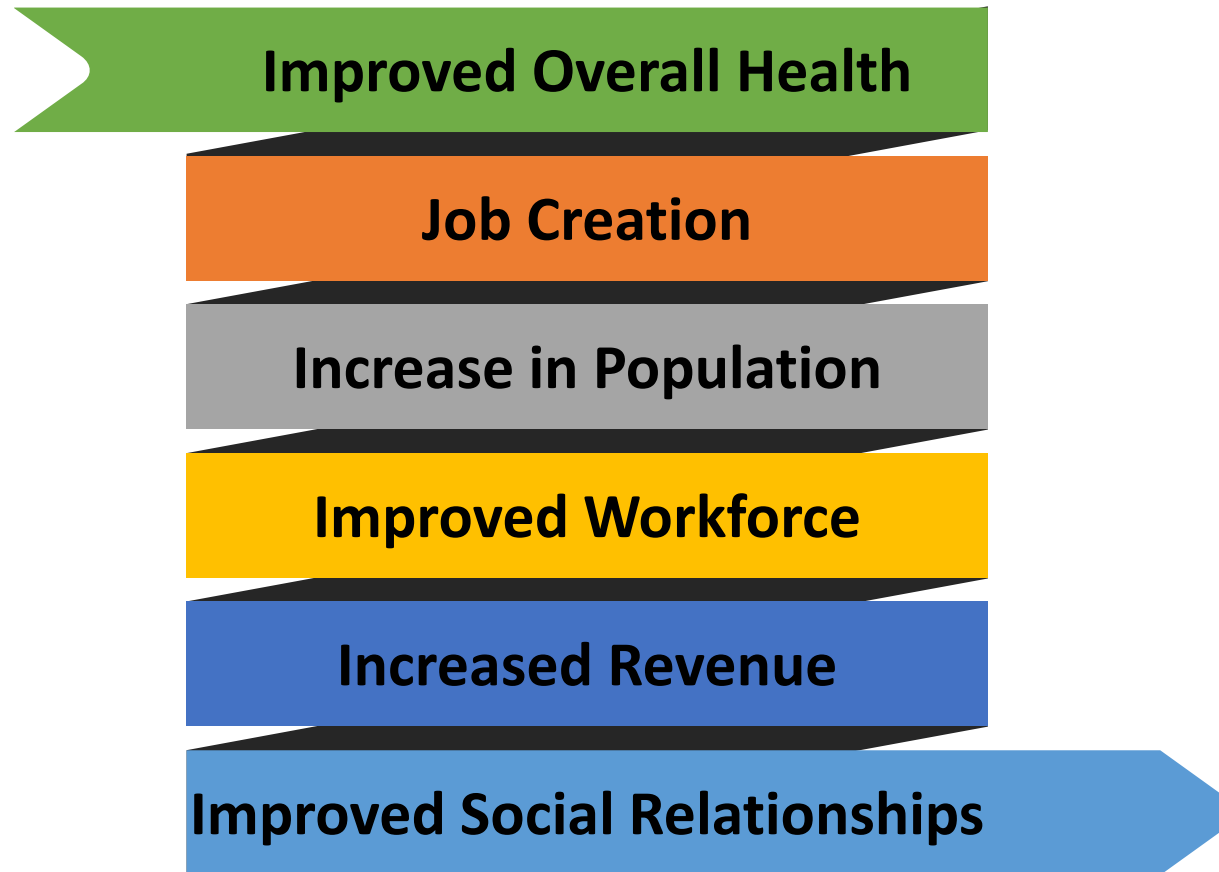 Improved Overall Health
Job Creation
Increase in Population
Improved Workforce
Increased Revenue
Improved Social Relationships